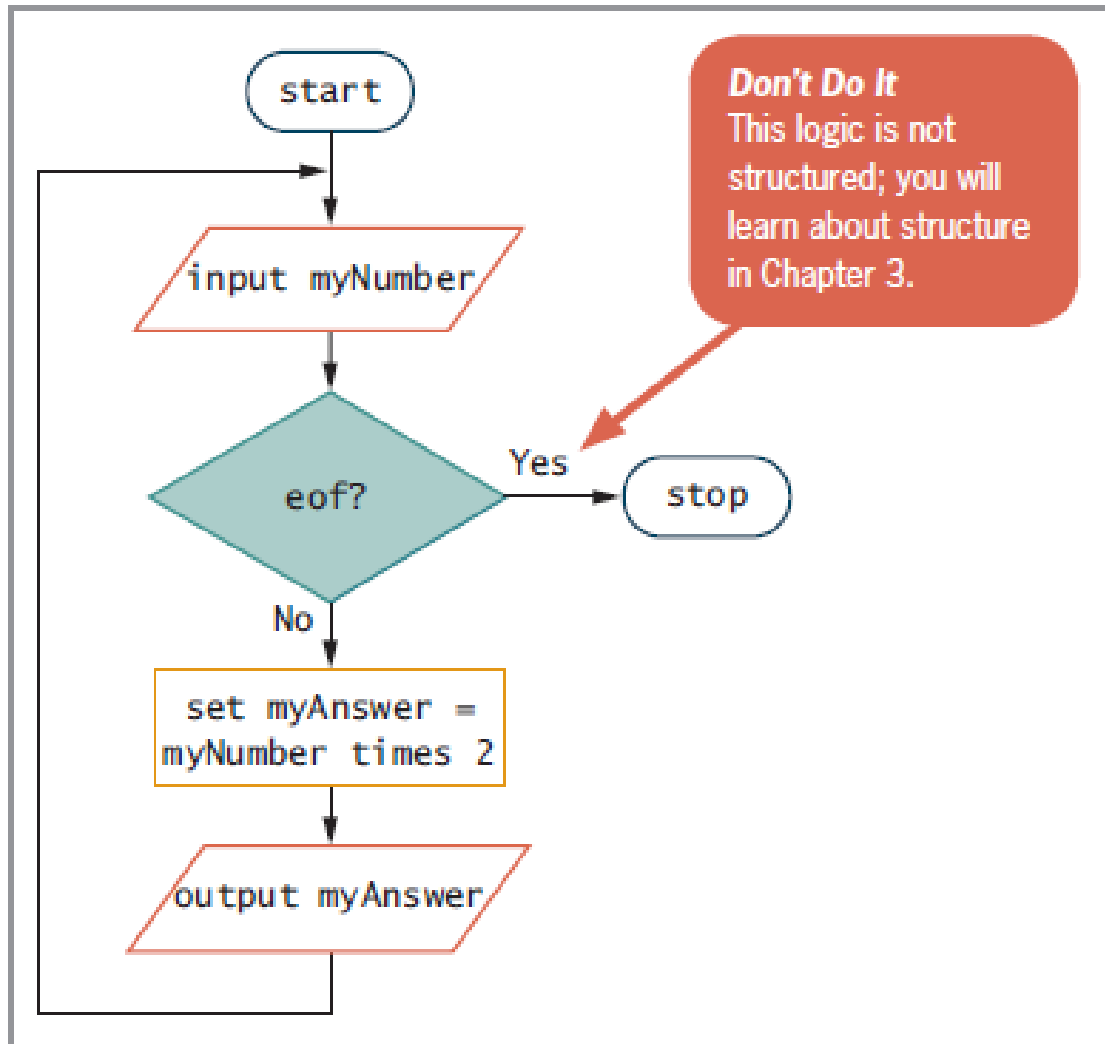 start
Don't Do It
This logic is not
structured; you will
learn about structure
in Chapter 3.
input myNumber
eof?
Yes
stop
No
set myAnswer =
myNumber times 2
output myAnswer